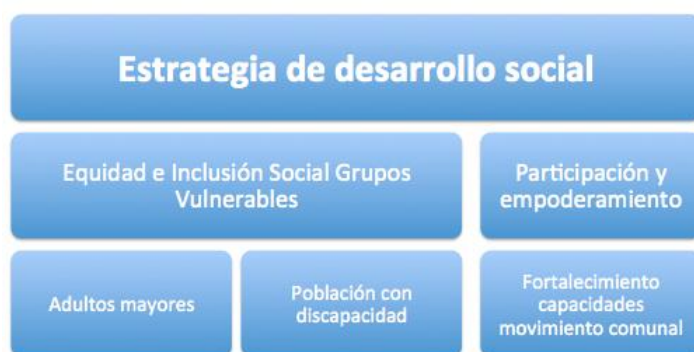 Estrategia de desarrollo social
Equidad e Inclusión Social Grupos
Vulnerables
Participación y
empoderamiento
Adultos mayores
Población con
discapacidad
Fortalecimiento
capacidades
movimiento comunal